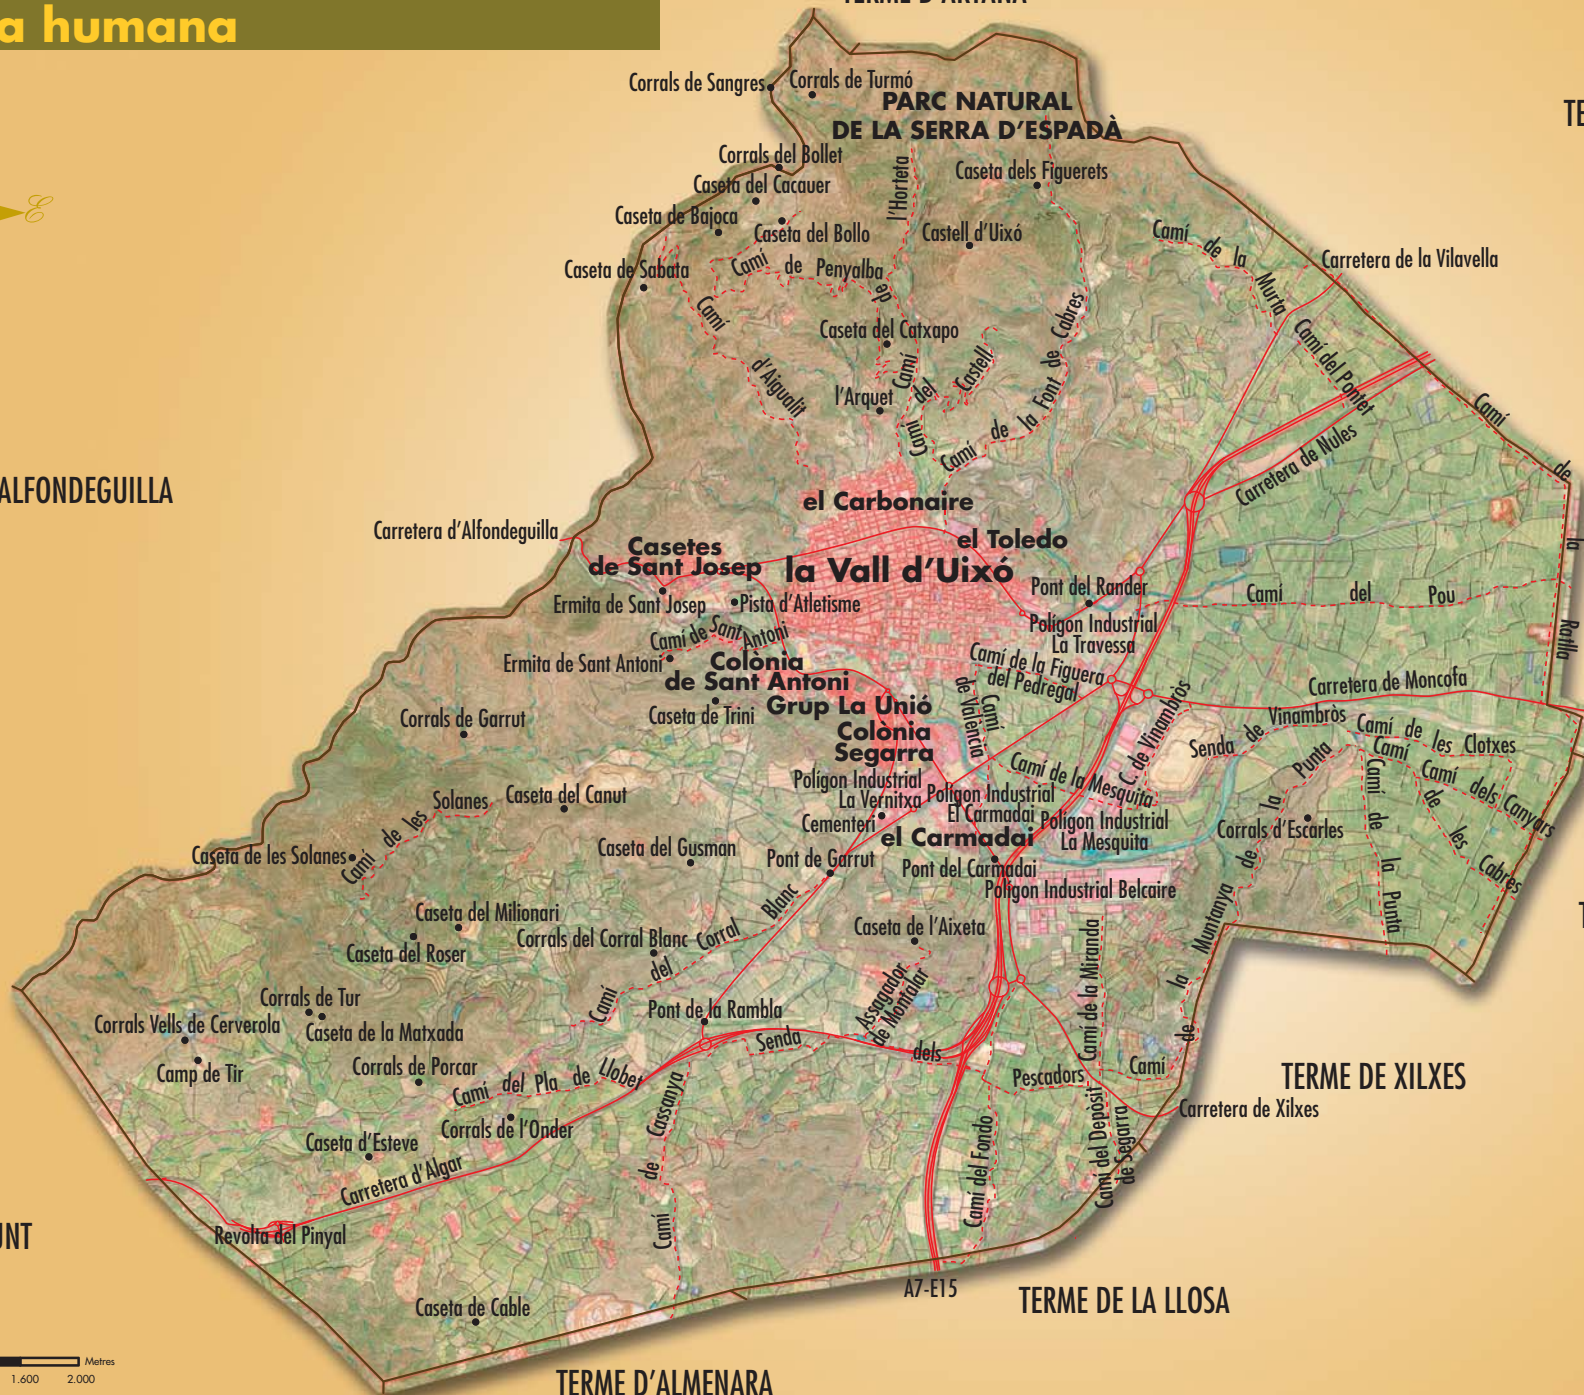 a humana
TERME D'ARTANA
Corrals de Sangres
Corrals de Turmó
PARC NATURAL
DE LA SERRA D'ESPADÀ
TE
E
Corrals del Bollet
Caseta del Cacauer
Caseta de Bajoca
Caseta del Bollo
Caseta de Sabata
Camí de Penyalba
Camí de l'Horteta
Caseta dels Figuerets
Castell d'Uixó
Camí de la Murta
Carretera de la Vilavella
Camí d'Aigualit
Caseta del Catxapo
l'Arquet
Camí del Castell
Camí de la Font de Cabres
Camí del Pontet
Carretera de Nules
Camí de la Ratlla
ALFONDEGUILLA
Carretera d'Alfondeguilla
el Carbonaire
el Toledo
Casetes
de Sant Josep
la Vall d'Uixó
Ermita de Sant Josep
Pista d'Atletisme
Pont del Rander
Polígon Industrial
La Travessa
Camí del Pou
Camí de Sant Antoni
Ermita de Sant Antoni
Colònia
de Sant Antoni
Caseta de Trini
Grup La Unió
Colònia
Segarra
Camí de la Figuera
del Pedregal
Camí de València
Carretera de Moncofa
C. de Vinambròs
Senda de Vinambròs
Camí de les Clotxes
Camí dels Canyars
Camí de les Cabres
Camí de la Punta
Corrals de Garrut
Camí de les Solanes
Caseta del Canut
Polígon Industrial
La Vernitxa
Cementeri
Polígon Industrial
El Carmadai
Camí de la Mesquita
Polígon Industrial
La Mesquita
el Carmadai
Corrals d'Escarles
Caseta de les Solanes
Caseta del Gusman
Pont de Garrut
Pont del Carmadai
Polígon Industrial Belcaire
Camí de la Muntanya de la Punta
Caseta del Milionari
Caseta del Roser
Corrals del Corral Blanc
Camí del Corral Blanc
Caseta de l'Aixeta
Assagador
de Montalar
Camí de la Miranda
T
Corrals de Tur
Corrals Vells de Cerverola
Caseta de la Matxada
Camp de Tir
Corrals de Porcar
Pont de la Rambla
Senda dels Pescadors
Camí del Pla de Llobet
Corrals de l'Onder
Caseta d'Esteve
Carretera d'Algar
Camí de Cassanya
Camí del Fondo
Camí del Depòsit
de Segarra
TERME DE XILXES
Carretera de Xilxes
UNT
Revolta del Pinyal
Caseta de Cable
A7-E15
TERME DE LA LLOSA
TERME D'ALMENARA
Metres
1.600 2.000